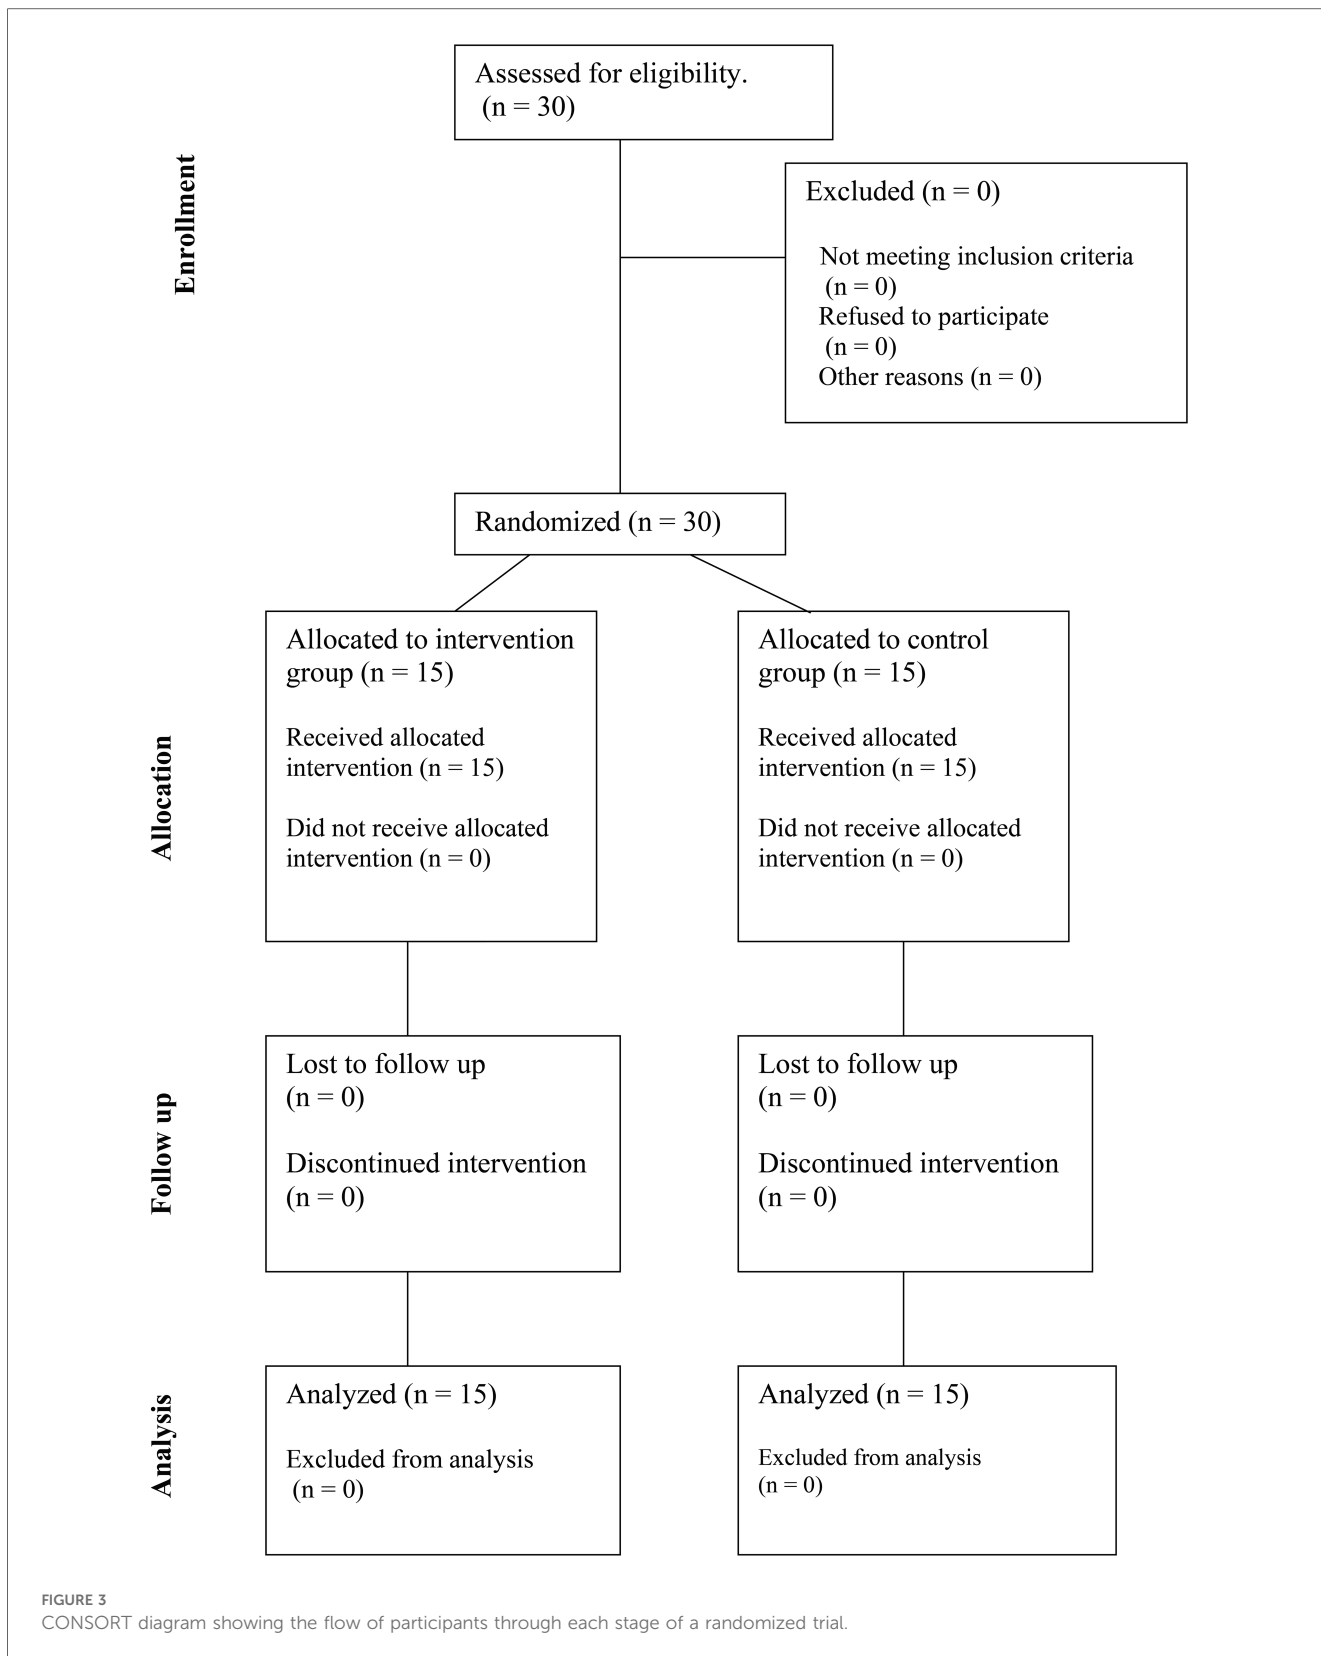 Assessed for eligibility.
(n = 30)
Enrollment
Excluded (n = 0)
Not meeting inclusion criteria
(n = 0)
Refused to participate
(n = 0)
Other reasons (n = 0)
Randomized (n = 30)
Allocation
Allocated to intervention
group (n = 15)
Received allocated
intervention (n = 15)
Did not receive allocated
intervention (n = 0)
Allocated to control
group (n = 15)
Received allocated
intervention (n = 15)
Did not receive allocated
intervention (n = 0)
Follow up
Lost to follow up
(n = 0)
Discontinued intervention
(n = 0)
Lost to follow up
(n = 0)
Discontinued intervention
(n = 0)
Analysis
Analyzed (n = 15)
Excluded from analysis
(n = 0)
Analyzed (n = 15)
Excluded from analysis
(n = 0)
FIGURE 3
CONSORT diagram showing the flow of participants through each stage of a randomized trial.